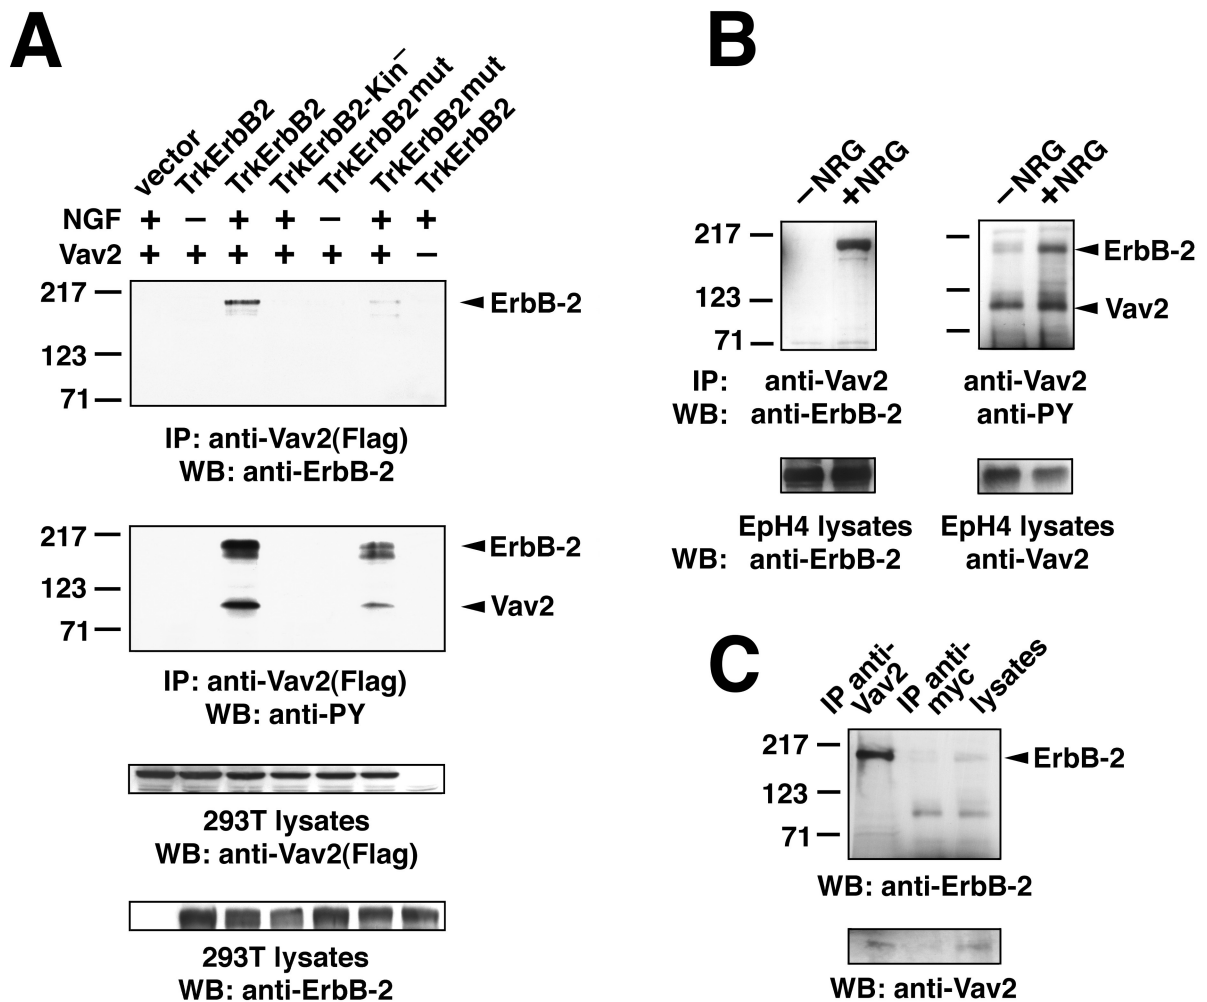 A
vector
TrkErbB2
TrkErbB2
TrkErbB2-Kin–
TrkErbB2mut
TrkErbB2mut
TrkErbB2
NGF + – + + – + +
Vav2 + + + + + + –
217
123
71
ErbB-2
IP: anti-Vav2(Flag)
WB: anti-ErbB-2
217
123
71
ErbB-2
Vav2
IP: anti-Vav2(Flag)
WB: anti-PY
293T lysates
WB: anti-Vav2(Flag)
293T lysates
WB: anti-ErbB-2
B
–NRG
+NRG
–NRG
+NRG
217
123
71
ErbB-2
Vav2
IP: anti-Vav2 anti-Vav2
WB: anti-ErbB-2 anti-PY
EpH4 lysates EpH4 lysates
WB: anti-ErbB-2 anti-Vav2
C
IP anti-
Vav2
IP anti-
myc
lysates
217
123
71
ErbB-2
WB: anti-ErbB-2
WB: anti-Vav2